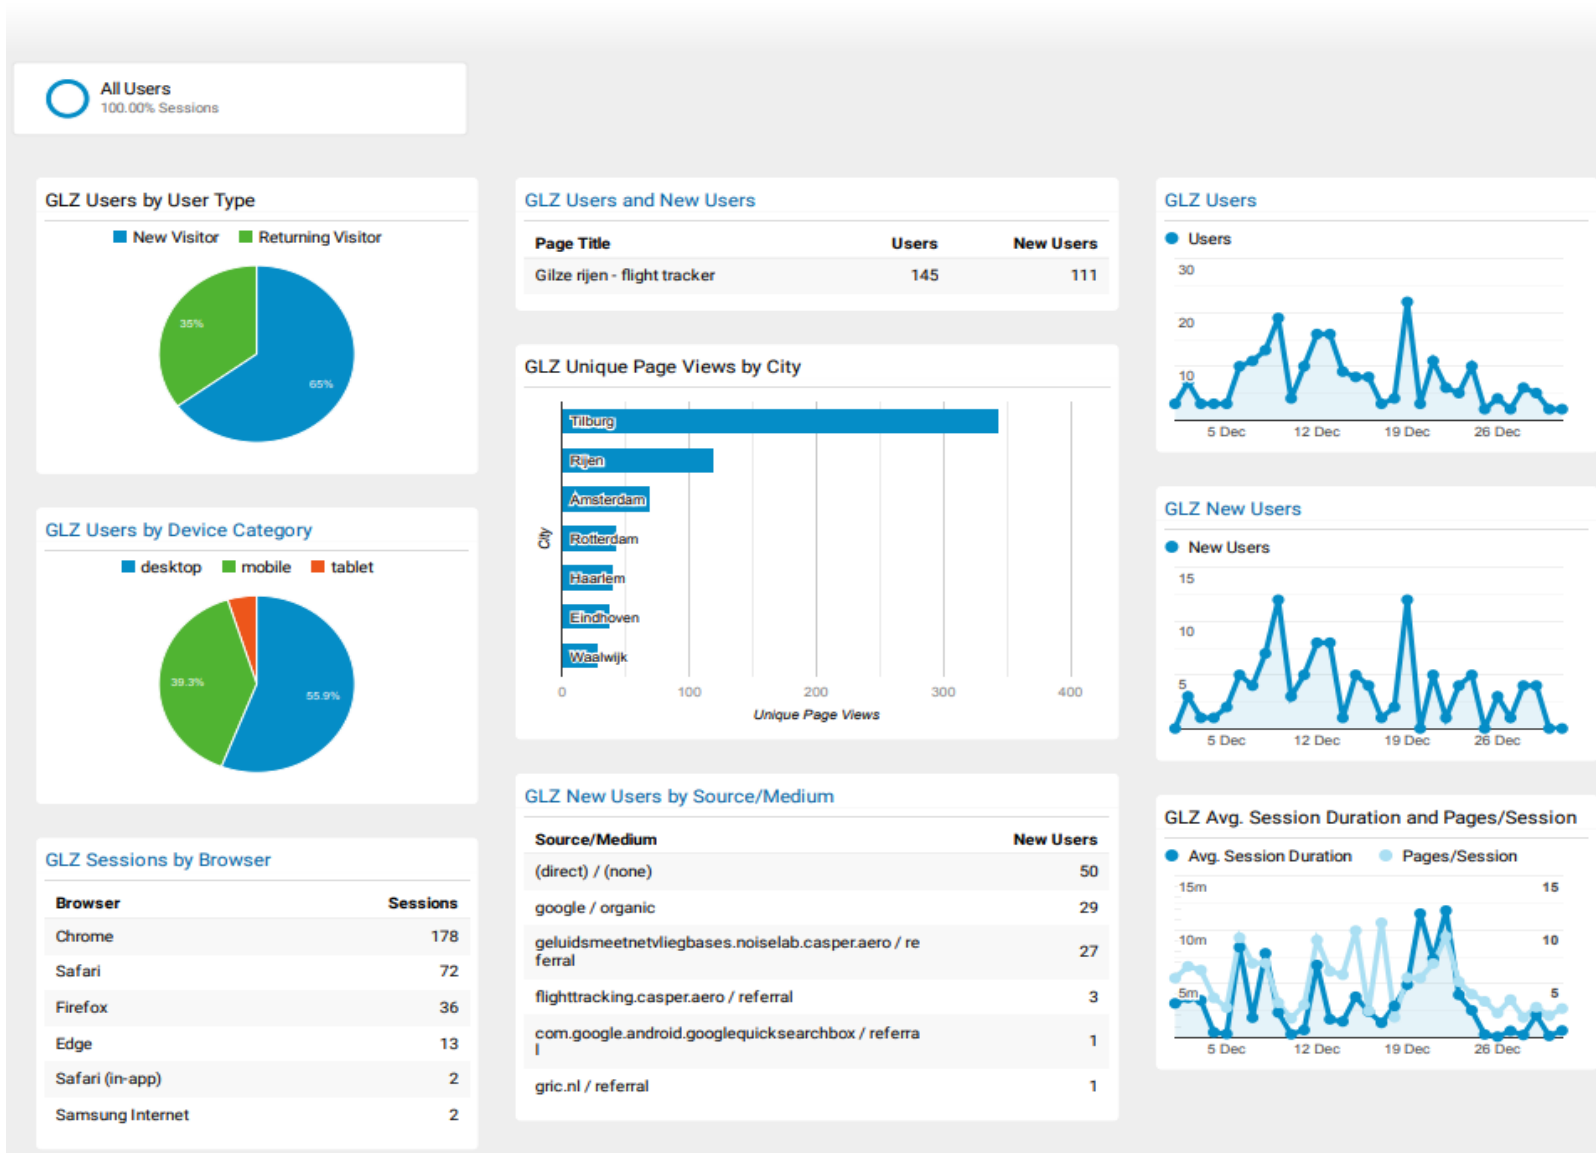 All Users
100.00% Sessions
GLZ Users by User Type
New Visitor Returning Visitor
35%
65%
GLZ Users by Device Category
desktop mobile tablet
39.3%
55.9%
GLZ Sessions by Browser
Browser Sessions
Chrome 178
Safari 72
Firefox 36
Edge 13
Safari (in-app) 2
Samsung Internet 2
GLZ Users and New Users
Page Title Users New Users
Gilze rijen - flight tracker 145 111
GLZ Unique Page Views by City
City
Tilburg
Rijen
Amsterdam
Rotterdam
Haarlem
Eindhoven
Waalwijk
0 100 200 300 400
Unique Page Views
GLZ New Users by Source/Medium
Source/Medium New Users
(direct) / (none) 50
google / organic 29
geluidsmeetnetvliegbases.noiselab.casper.aero / re
ferral 27
flighttracking.casper.aero / referral 3
com.google.android.googlequicksearchbox / referra
l 1
gric.nl / referral 1
GLZ Users
Users
30
20
10
5 Dec 12 Dec 19 Dec 26 Dec
GLZ New Users
New Users
15
10
5
5 Dec 12 Dec 19 Dec 26 Dec
GLZ Avg. Session Duration and Pages/Session
Avg. Session Duration Pages/Session
15m 15
10m 10
5m 5
5 Dec 12 Dec 19 Dec 26 Dec